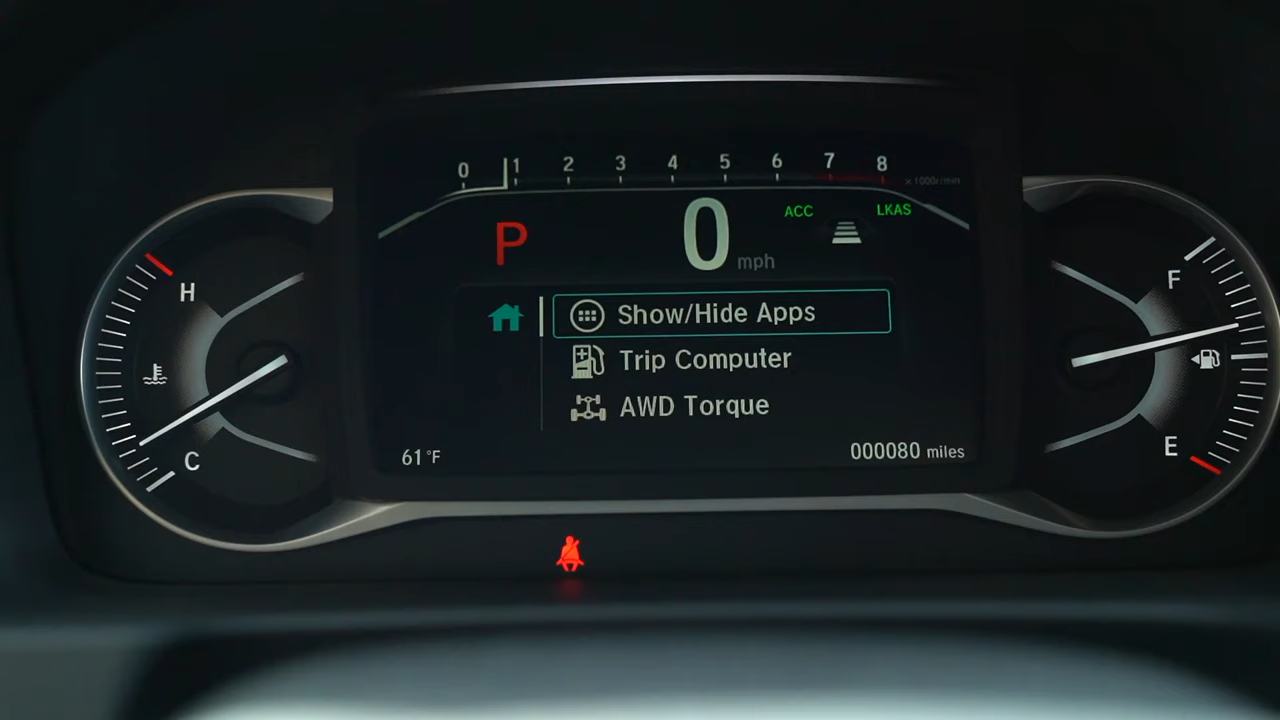 0 1 2 3 4 5 6 7 8
×1000r/min
P 0 mph ACC LKAS
H
F
Show/Hide Apps
Trip Computer
AWD Torque
C
E
61°F
000080 miles